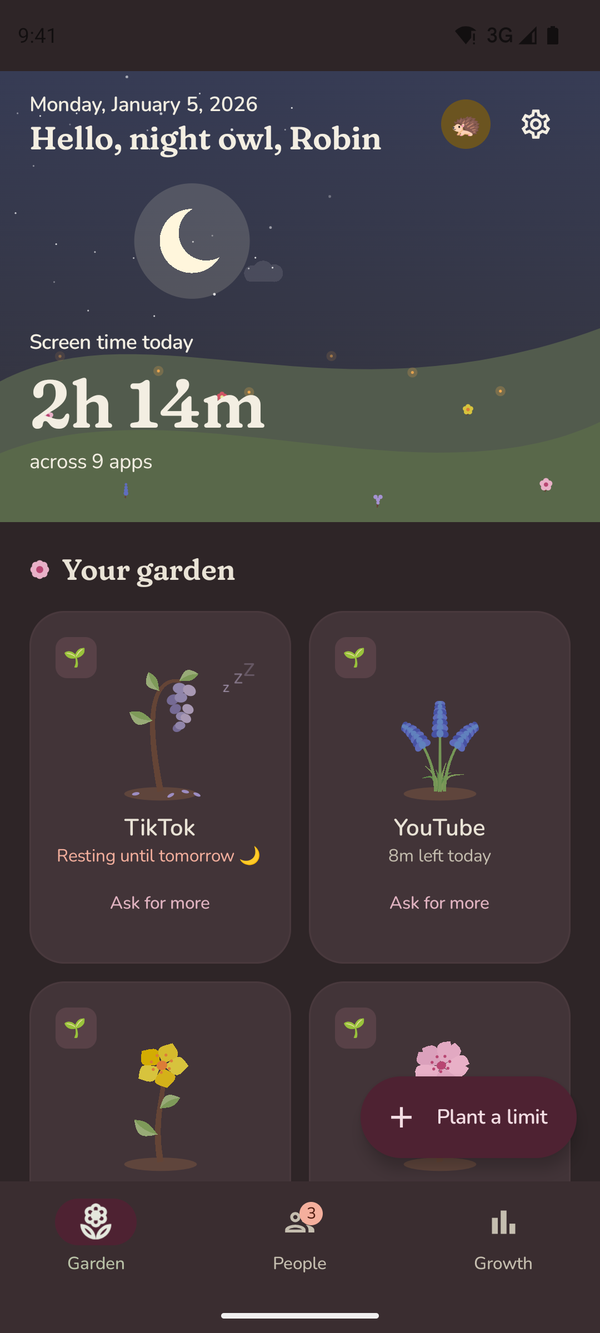 9:41
3G
Monday, January 5, 2026
Hello, night owl, Robin
Screen time today
2h 14m
across 9 apps
Your garden
z z Z
TikTok
Resting until tomorrow 🌙
Ask for more
YouTube
8m left today
Ask for more
Plant a limit
Garden
3
People
Growth